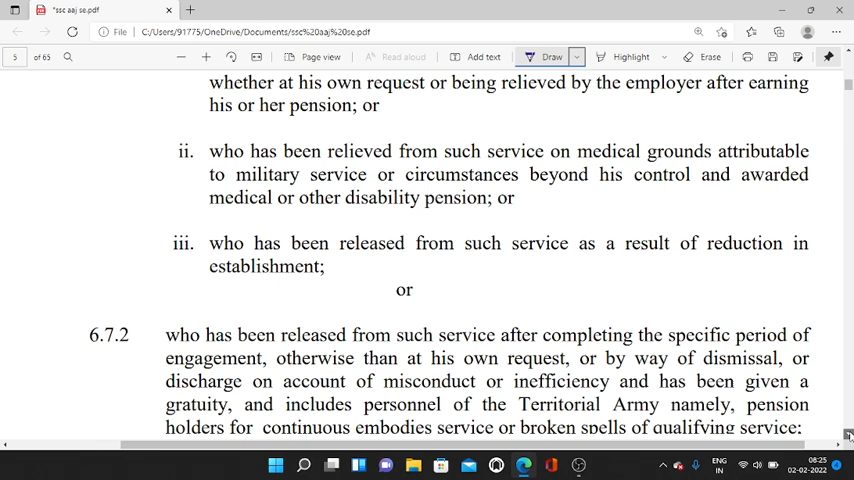 *ssc aaj se.pdf
File C:/Users/91775/OneDrive/Documents/ssc%20aaj%20se.pdf
5 of 65 Page view Read aloud Add text Draw Highlight Erase
whether at his own request or being relieved by the employer after earning
his or her pension; or
ii. who has been relieved from such service on medical grounds attributable
to military service or circumstances beyond his control and awarded
medical or other disability pension; or
iii. who has been released from such service as a result of reduction in
establishment;
or
6.7.2 who has been released from such service after completing the specific period of
engagement, otherwise than at his own request, or by way of dismissal, or
discharge on account of misconduct or inefficiency and has been given a
gratuity, and includes personnel of the Territorial Army namely, pension
holders for continuous embodies service or broken spells of qualifying service;
ENG 08:25
IN 02-02-2022 4